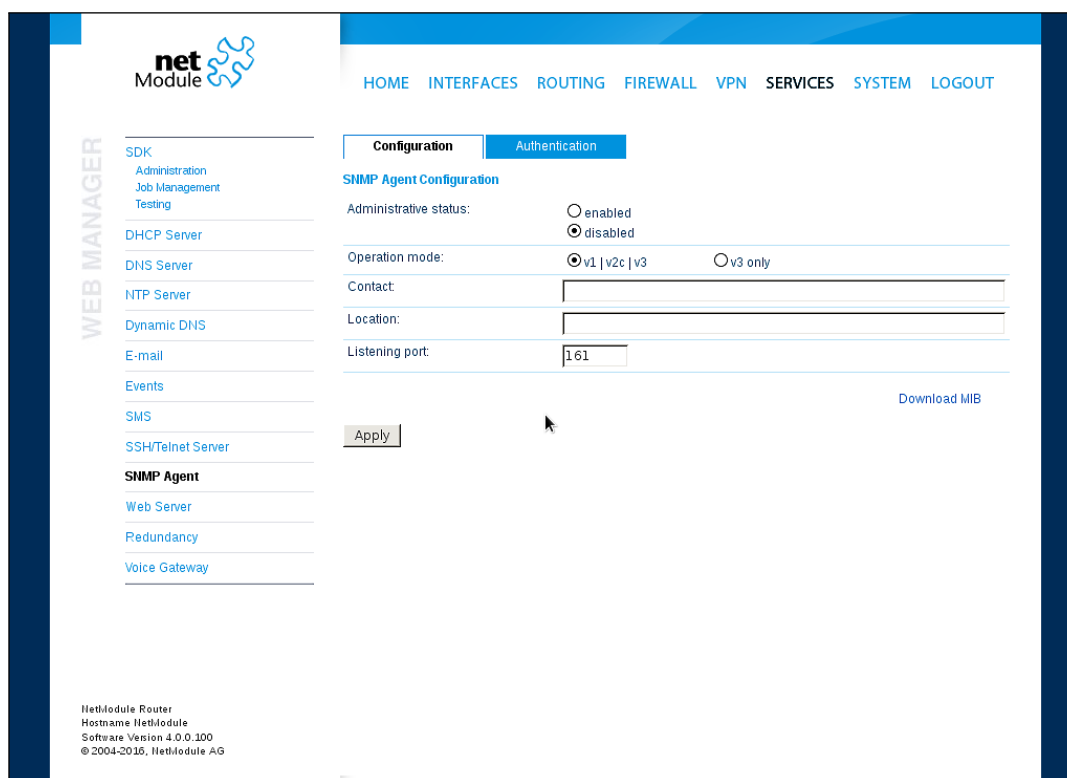 net
Module
HOME INTERFACES ROUTING FIREWALL VPN SERVICES SYSTEM LOGOUT
WEB MANAGER
SDK
Administration
Job Management
Testing
DHCP Server
DNS Server
NTP Server
Dynamic DNS
E-mail
Events
SMS
SSH/Telnet Server
SNMP Agent
Web Server
Redundancy
Voice Gateway
Configuration Authentication
SNMP Agent Configuration
Administrative status:
enabled
disabled
Operation mode:
v1 | v2c | v3 v3 only
Contact:
Location:
Listening port:
161
Download MIB
Apply
NetModule Router
Hostname NetModule
Software Version 4.0.0.100
© 2004-2016, NetModule AG